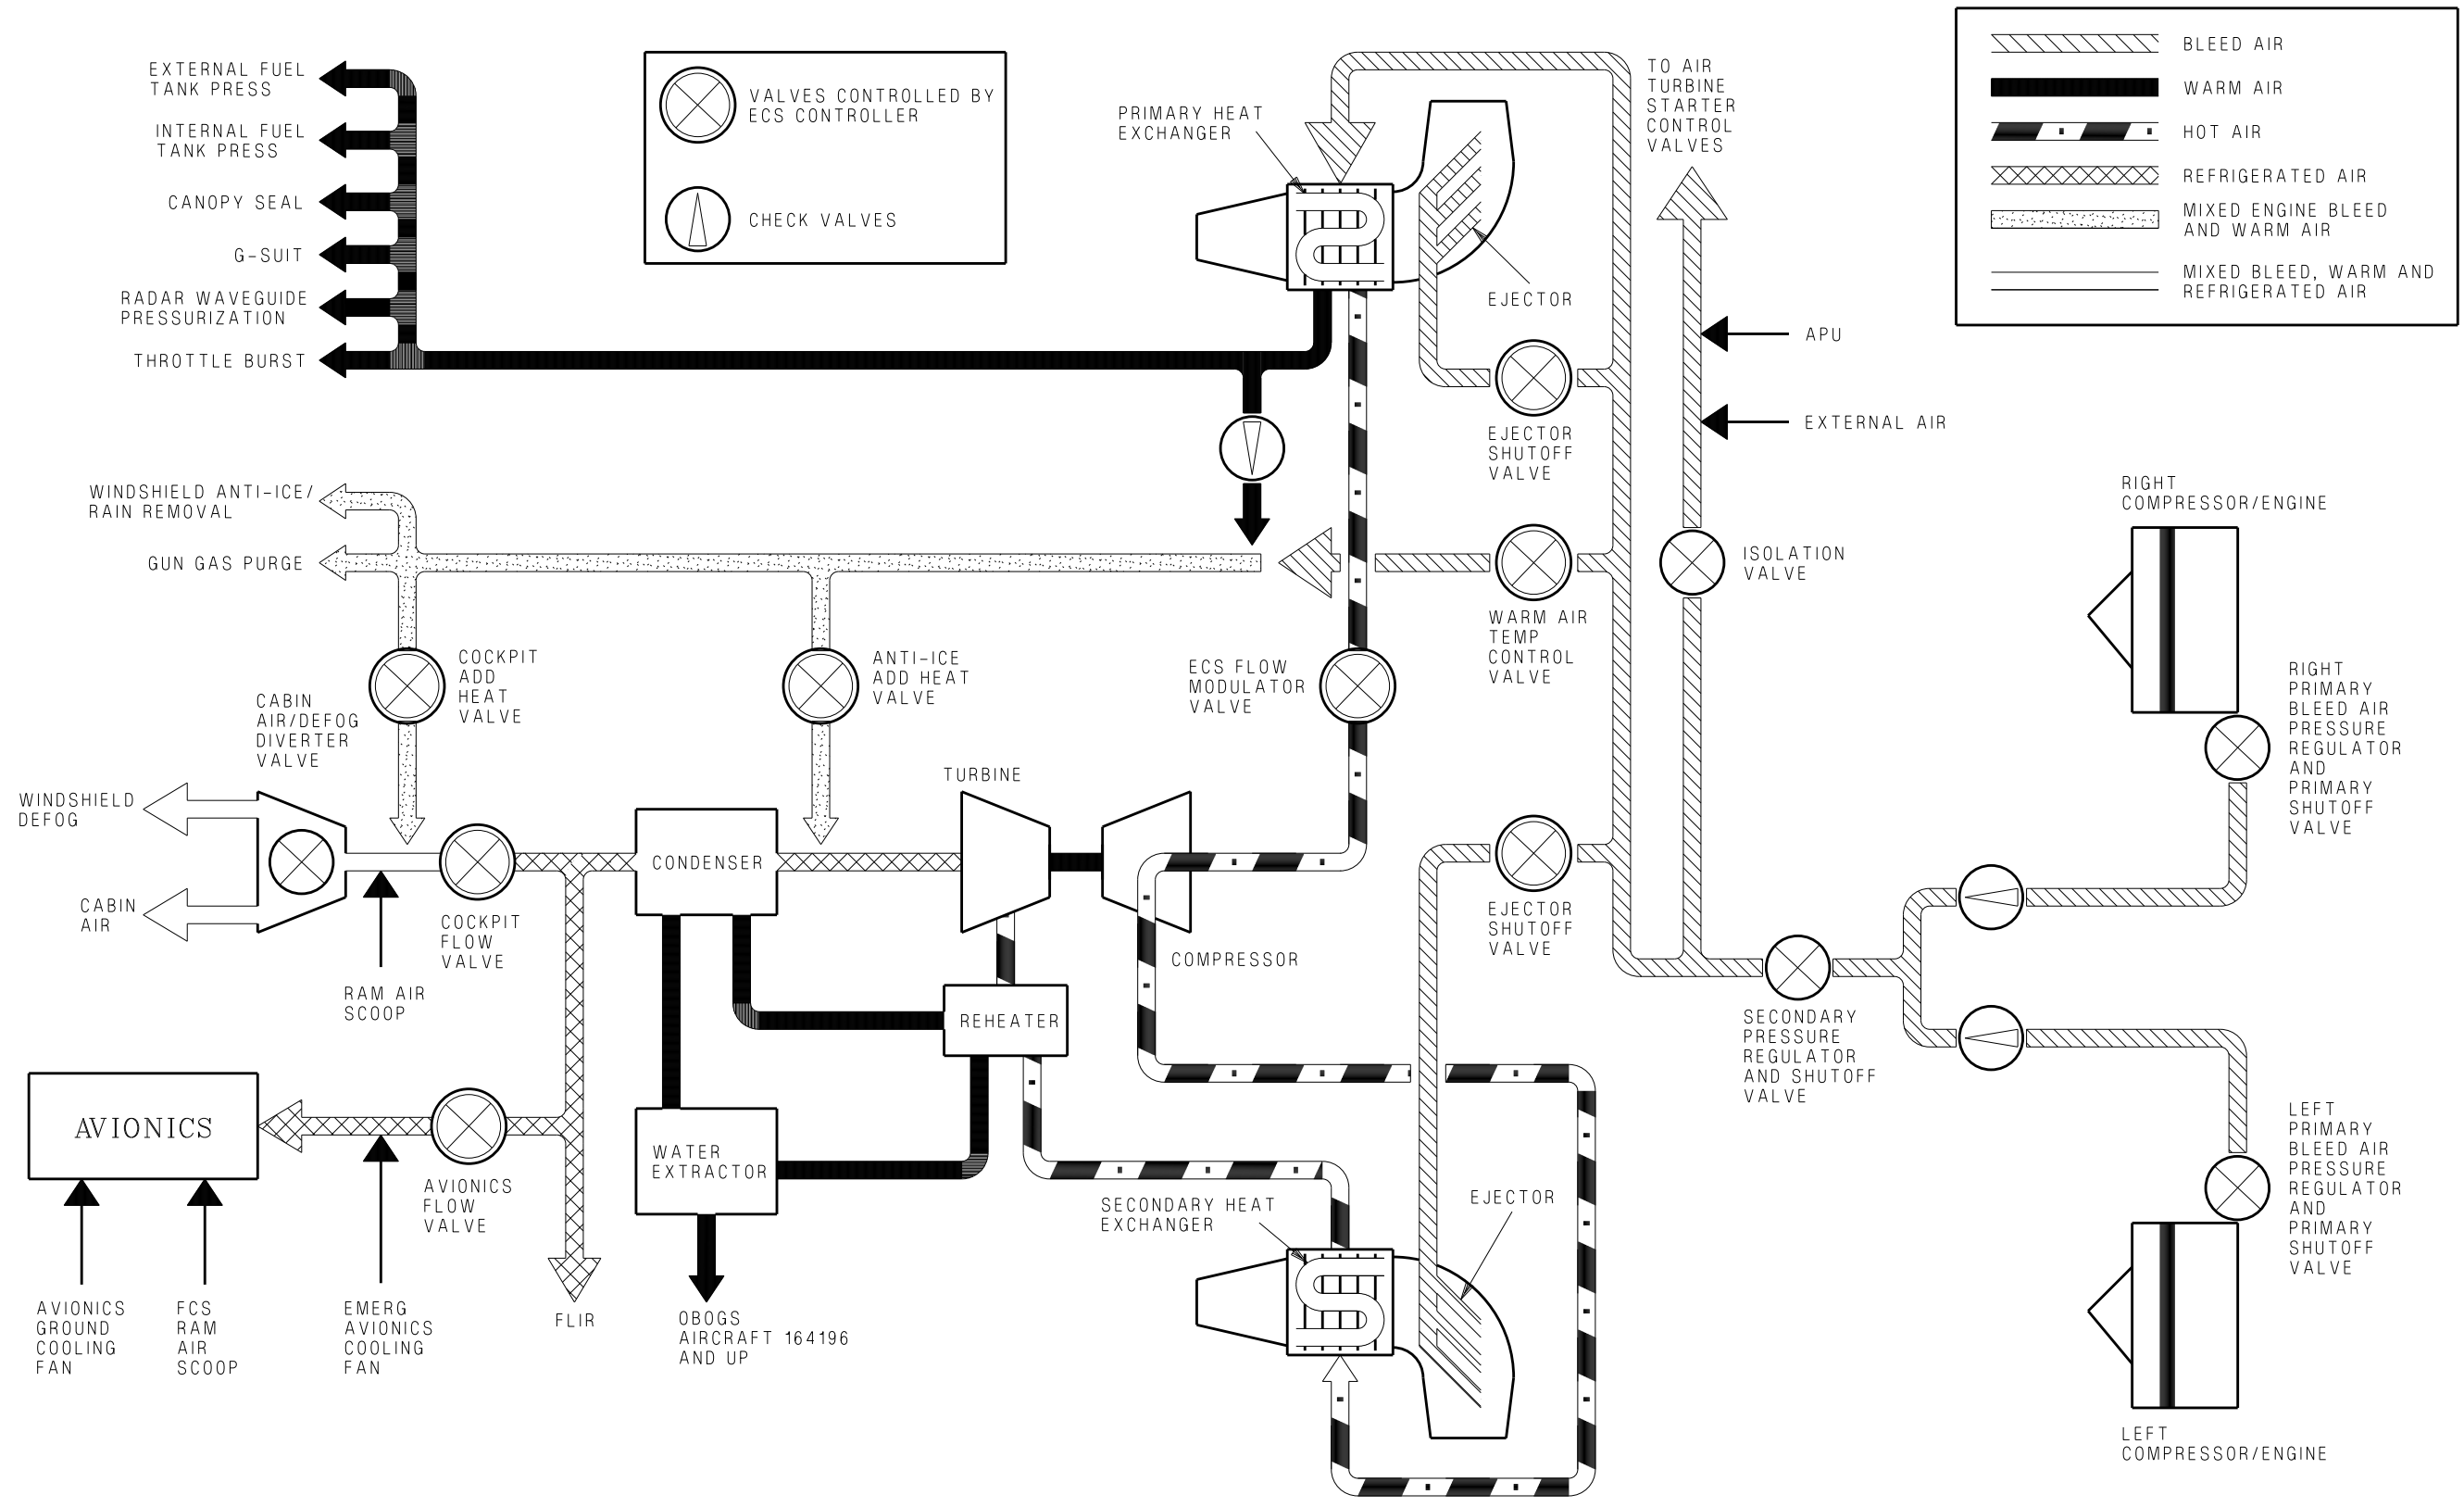 EXTERNAL FUEL
TANK PRESS
INTERNAL FUEL
TANK PRESS
CANOPY SEAL
G-SUIT
RADAR WAVEGUIDE
PRESSURIZATION
THROTTLE BURST
VALVES CONTROLLED BY
ECS CONTROLLER
CHECK VALVES
PRIMARY HEAT
EXCHANGER
EJECTOR
TO AIR
TURBINE
STARTER
CONTROL
VALVES
BLEED AIR
WARM AIR
HOT AIR
REFRIGERATED AIR
MIXED ENGINE BLEED
AND WARM AIR
MIXED BLEED, WARM AND
REFRIGERATED AIR
APU
EXTERNAL AIR
EJECTOR
SHUTOFF
VALVE
WINDSHIELD ANTI-ICE/
RAIN REMOVAL
GUN GAS PURGE
RIGHT
COMPRESSOR/ENGINE
ISOLATION
VALVE
WARM AIR
TEMP
CONTROL
VALVE
COCKPIT
ADD
HEAT
VALVE
ANTI-ICE
ADD HEAT
VALVE
ECS FLOW
MODULATOR
VALVE
RIGHT
PRIMARY
BLEED AIR
PRESSURE
REGULATOR
AND
PRIMARY
SHUTOFF
VALVE
CABIN
AIR/DEFOG
DIVERTER
VALVE
WINDSHIELD
DEFOG
TURBINE
CONDENSER
CABIN
AIR
COCKPIT
FLOW
VALVE
COMPRESSOR
EJECTOR
SHUTOFF
VALVE
RAM AIR
SCOOP
REHEATER
SECONDARY
PRESSURE
REGULATOR
AND SHUTOFF
VALVE
AVIONICS
WATER
EXTRACTOR
AVIONICS
FLOW
VALVE
SECONDARY HEAT
EXCHANGER
EJECTOR
LEFT
PRIMARY
BLEED AIR
PRESSURE
REGULATOR
AND
PRIMARY
SHUTOFF
VALVE
AVIONICS
GROUND
COOLING
FAN
FCS
RAM
AIR
SCOOP
EMERG
AVIONICS
COOLING
FAN
FLIR
OBOGS
AIRCRAFT 164196
AND UP
LEFT
COMPRESSOR/ENGINE